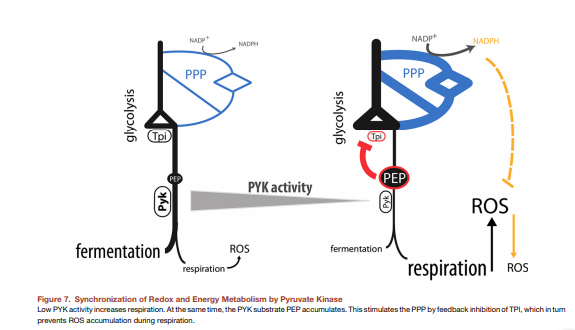 NADP+
NADPH
PPP
glycolysis
Tpi
PEP
Pyk
fermentation
respiration
ROS
PYK activity
NADP+
NADPH
PPP
glycolysis
Tpi
PEP
Pyk
fermentation
respiration
ROS
ROS
Figure 7. Synchronization of Redox and Energy Metabolism by Pyruvate Kinase
Low PYK activity increases respiration. At the same time, the PYK substrate PEP accumulates. This stimulates the PPP by feedback inhibition of TPI, which in turn
prevents ROS accumulation during respiration.